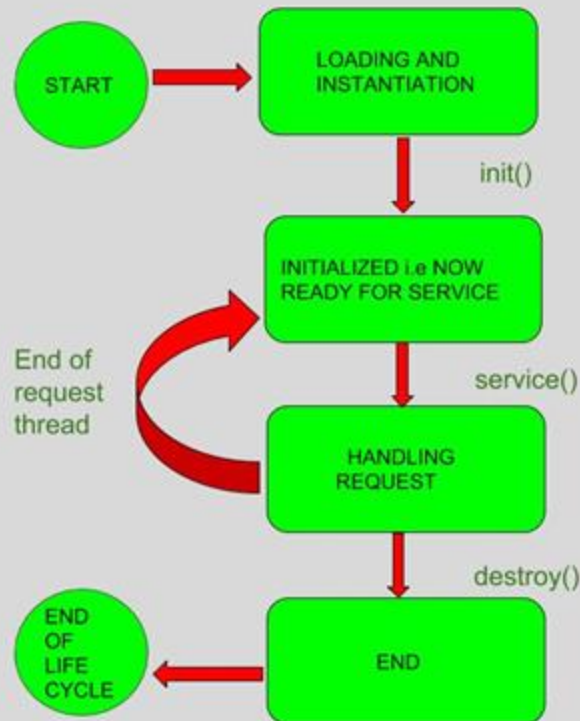 START
LOADING AND
INSTANTIATION
init()
INITIALIZED i.e NOW
READY FOR SERVICE
End of
request
thread
service()
HANDLING
REQUEST
destroy()
END
OF
LIFE
CYCLE
END